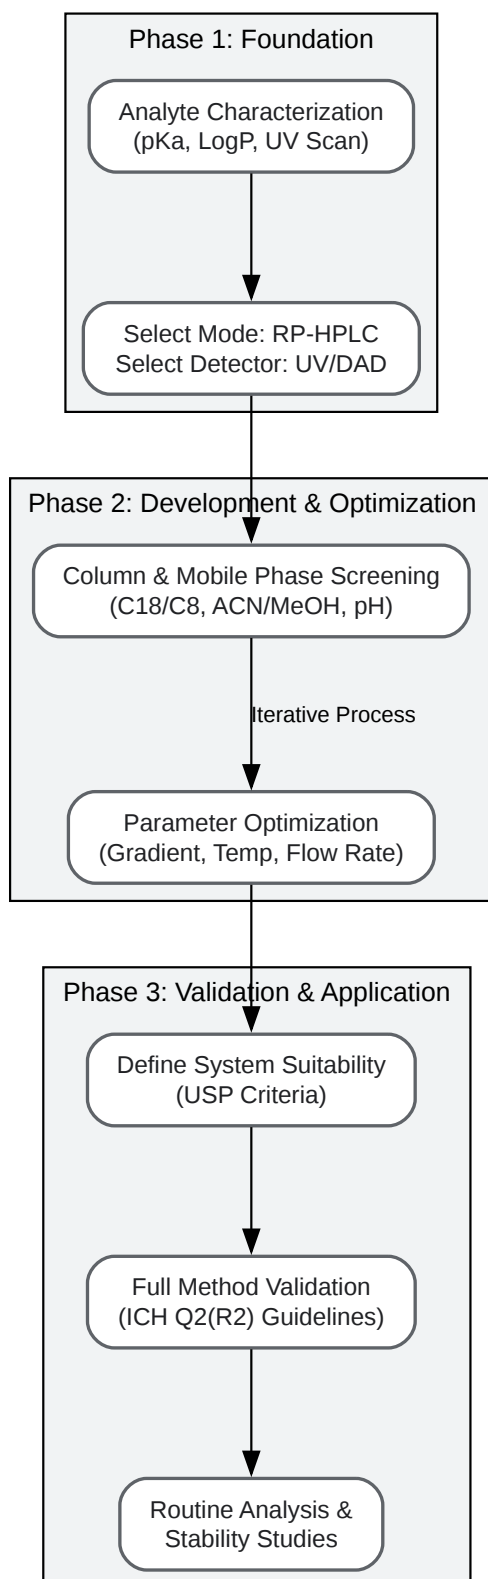 Phase 1: Foundation
Analyte Characterization
(pKa, LogP, UV Scan)
Select Mode: RP-HPLC
Select Detector: UV/DAD
Phase 2: Development & Optimization
Column & Mobile Phase Screening
(C18/C8, ACN/MeOH, pH)
Iterative Process
Parameter Optimization
(Gradient, Temp, Flow Rate)
Phase 3: Validation & Application
Define System Suitability
(USP Criteria)
Full Method Validation
(ICH Q2(R2) Guidelines)
Routine Analysis &
Stability Studies